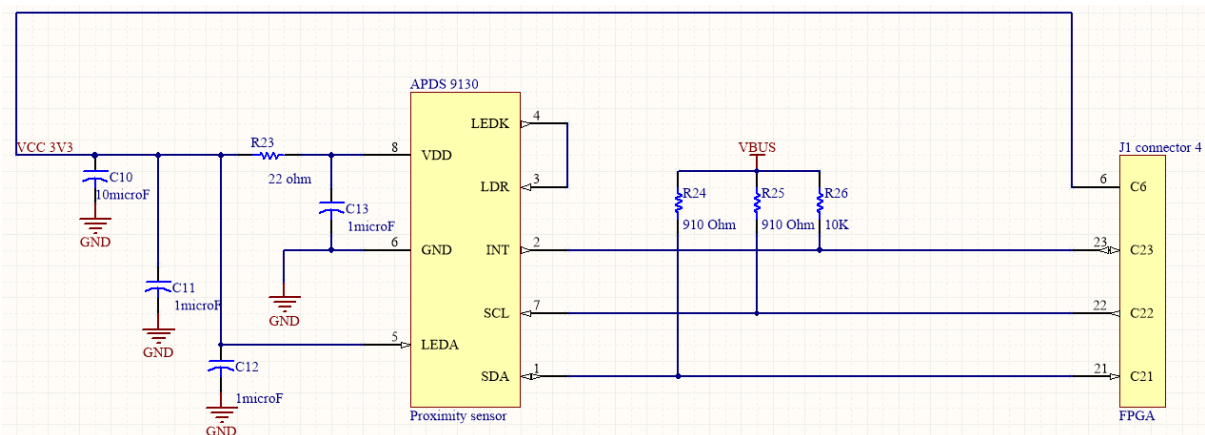 APDS 9130
LEDK
4
J1 connector 4
VCC 3V3
R23
8
VDD
VBUS
22 ohm
C10
10microF
LDR
3
6
C6
R24
R25
R26
C13
1microF
910 Ohm
910 Ohm
10K
GND
6
GND
INT
2
23
C23
C11
1microF
SCL
7
22
C22
GND
GND
5
LEDA
C12
SDA
1
21
C21
1microF
Proximity sensor
FPGA
GND